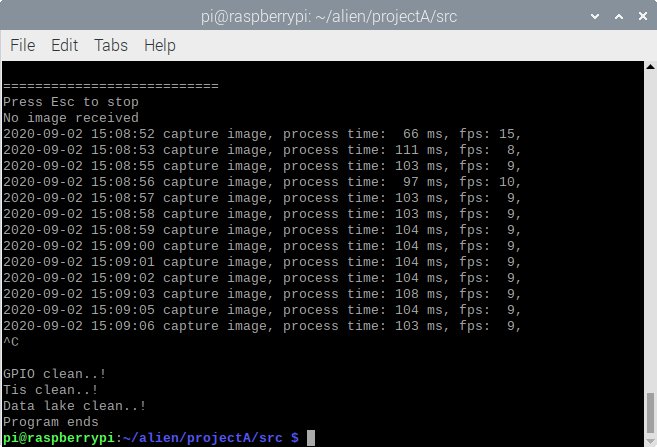 pi@raspberrypi: ~/alien/projectA/src
File Edit Tabs Help
===========================
Press Esc to stop
No image received
2020-09-02 15:08:52 capture image, process time:  66 ms, fps: 15,
2020-09-02 15:08:53 capture image, process time: 111 ms, fps:  8,
2020-09-02 15:08:55 capture image, process time: 103 ms, fps:  9,
2020-09-02 15:08:56 capture image, process time:  97 ms, fps: 10,
2020-09-02 15:08:57 capture image, process time: 103 ms, fps:  9,
2020-09-02 15:08:58 capture image, process time: 103 ms, fps:  9,
2020-09-02 15:08:59 capture image, process time: 104 ms, fps:  9,
2020-09-02 15:09:00 capture image, process time: 104 ms, fps:  9,
2020-09-02 15:09:01 capture image, process time: 104 ms, fps:  9,
2020-09-02 15:09:02 capture image, process time: 104 ms, fps:  9,
2020-09-02 15:09:03 capture image, process time: 108 ms, fps:  9,
2020-09-02 15:09:05 capture image, process time: 104 ms, fps:  9,
2020-09-02 15:09:06 capture image, process time: 103 ms, fps:  9,
^C
GPIO clean..!
Tis clean..!
Data lake clean..!
Program ends
pi@raspberrypi:~/alien/projectA/src $